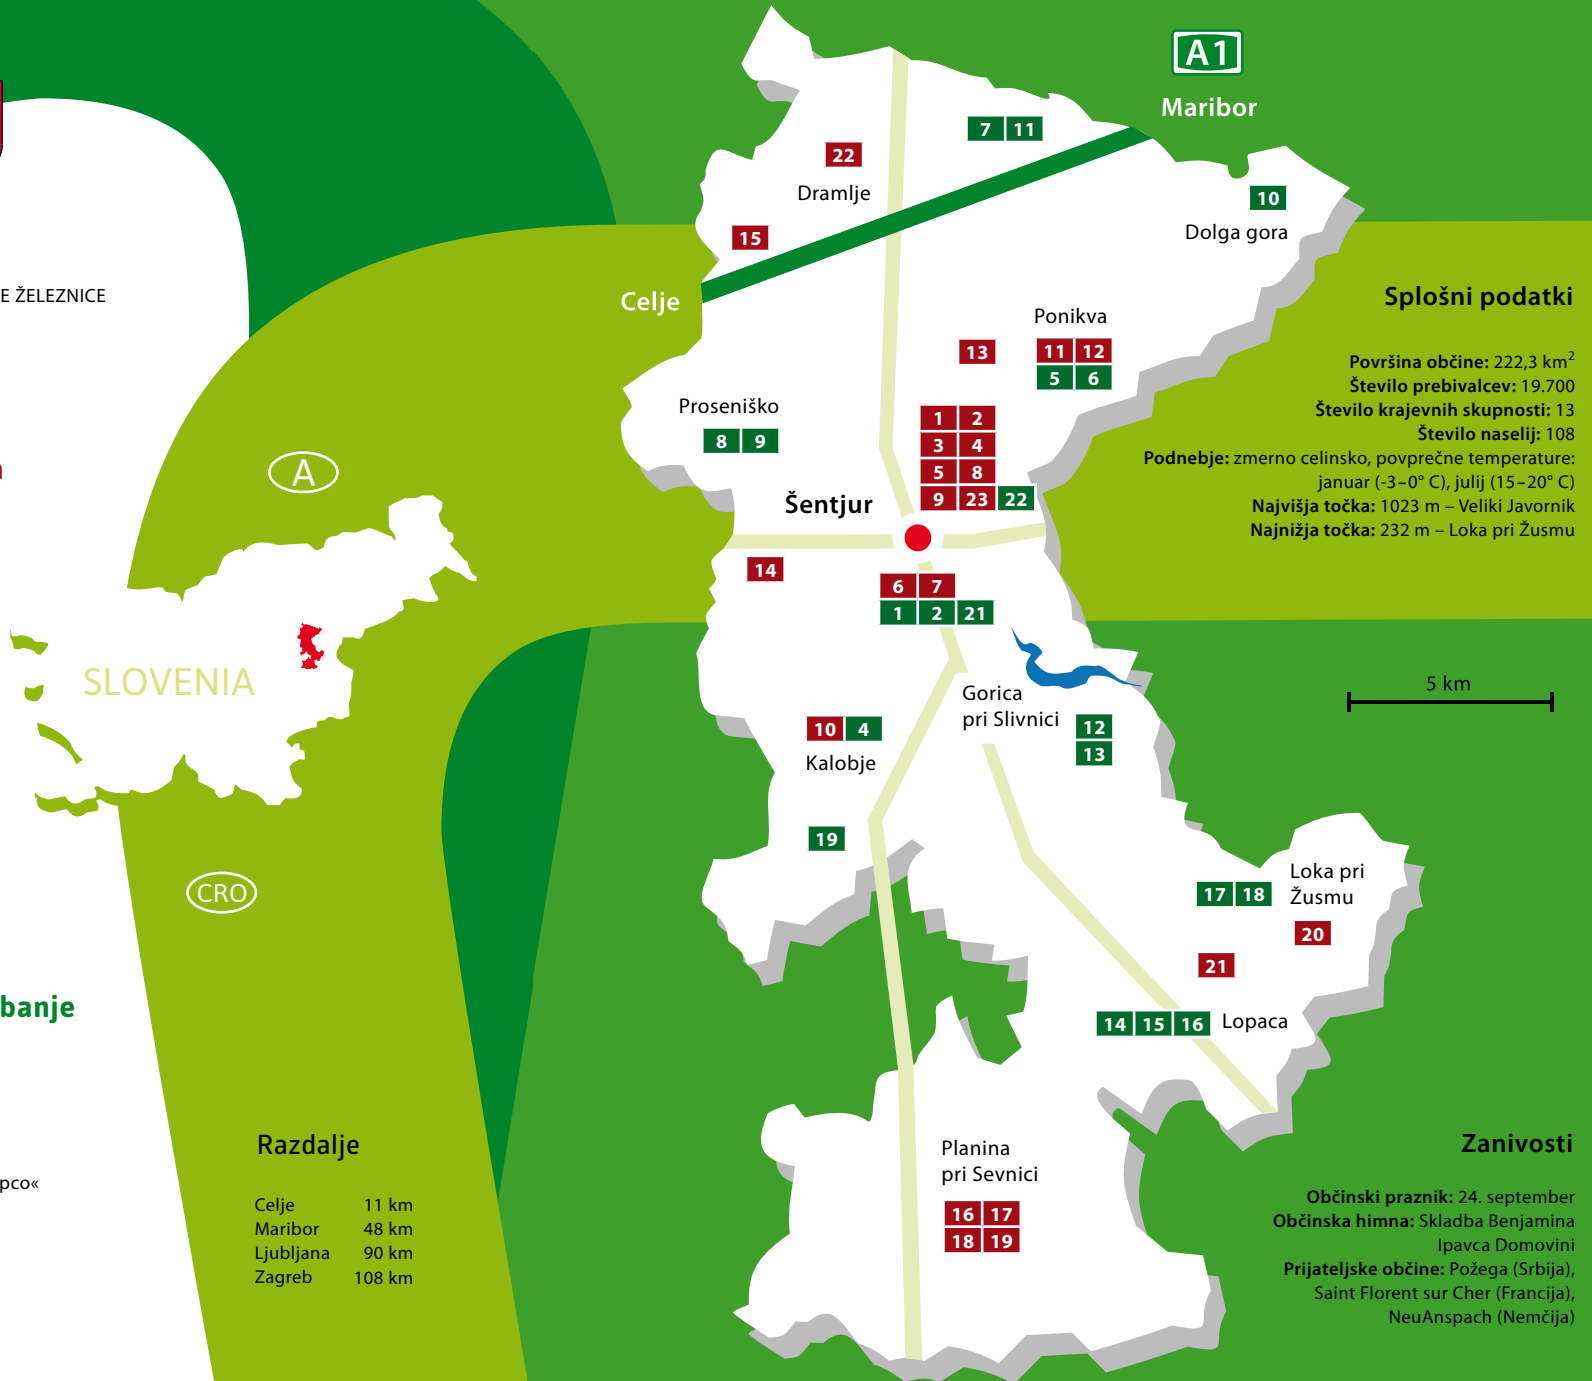 A1
Maribor
7 11
22
Dramlje
10
Dolga gora
15
E ŽELEZNICE
Celje
Splošni podatki
Ponikva
13
11 12
5 6
Površina občine: 222,3 km²
Število prebivalcev: 19.700
Število krajevnih skupnosti: 13
Število naselij: 108
Podnebje: zmerno celinsko, povprečne temperature:
januar (-3–0° C), julij (15–20° C)
Najvišja točka: 1023 m – Veliki Javornik
Najnižja točka: 232 m – Loka pri Žusmu
Proseniško
8 9
1 2
3 4
5 8
9 23 22
A
Šentjur
14
6 7
1 2 21
SLOVENIA
5 km
Gorica
pri Slivnici
12
13
10 4
Kalobje
19
CRO
Loka pri
Žusmu
17 18
20
21
14 15 16 Lopaca
banje
Razdalje
Celje 11 km
Maribor 48 km
Ljubljana 90 km
Zagreb 108 km
pco«
Planina
pri Sevnici
16 17
18 19
Zanivosti
Občinski praznik: 24. september
Občinska himna: Skladba Benjamina
Ipavca Domovini
Prijateljske občine: Požega (Srbija),
Saint Florent sur Cher (Francija),
NeuAnspach (Nemčija)